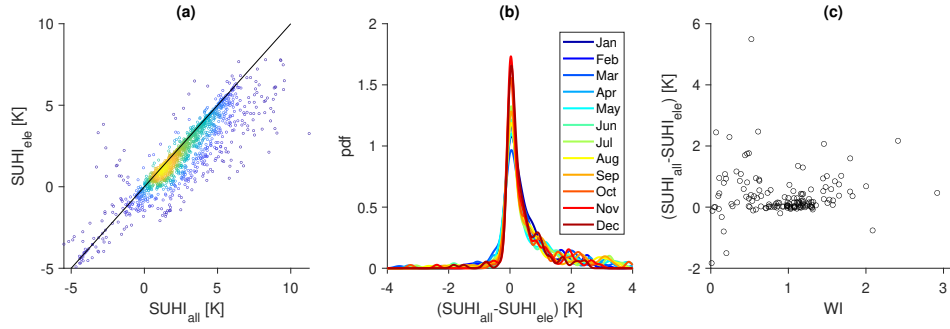 (a)
SUHI_ele [K]
10
5
0
-5
-5
0
5
10
SUHI_all [K]
(b)
pdf
2
1.5
1
0.5
0
-4
-2
0
2
4
(SUHI_all-SUHI_ele) [K]
Jan
Feb
Mar
Apr
May
Jun
Jul
Aug
Sep
Oct
Nov
Dec
(c)
(SUHI_all-SUHI_ele) [K]
6
4
2
0
-2
0
1
2
3
WI